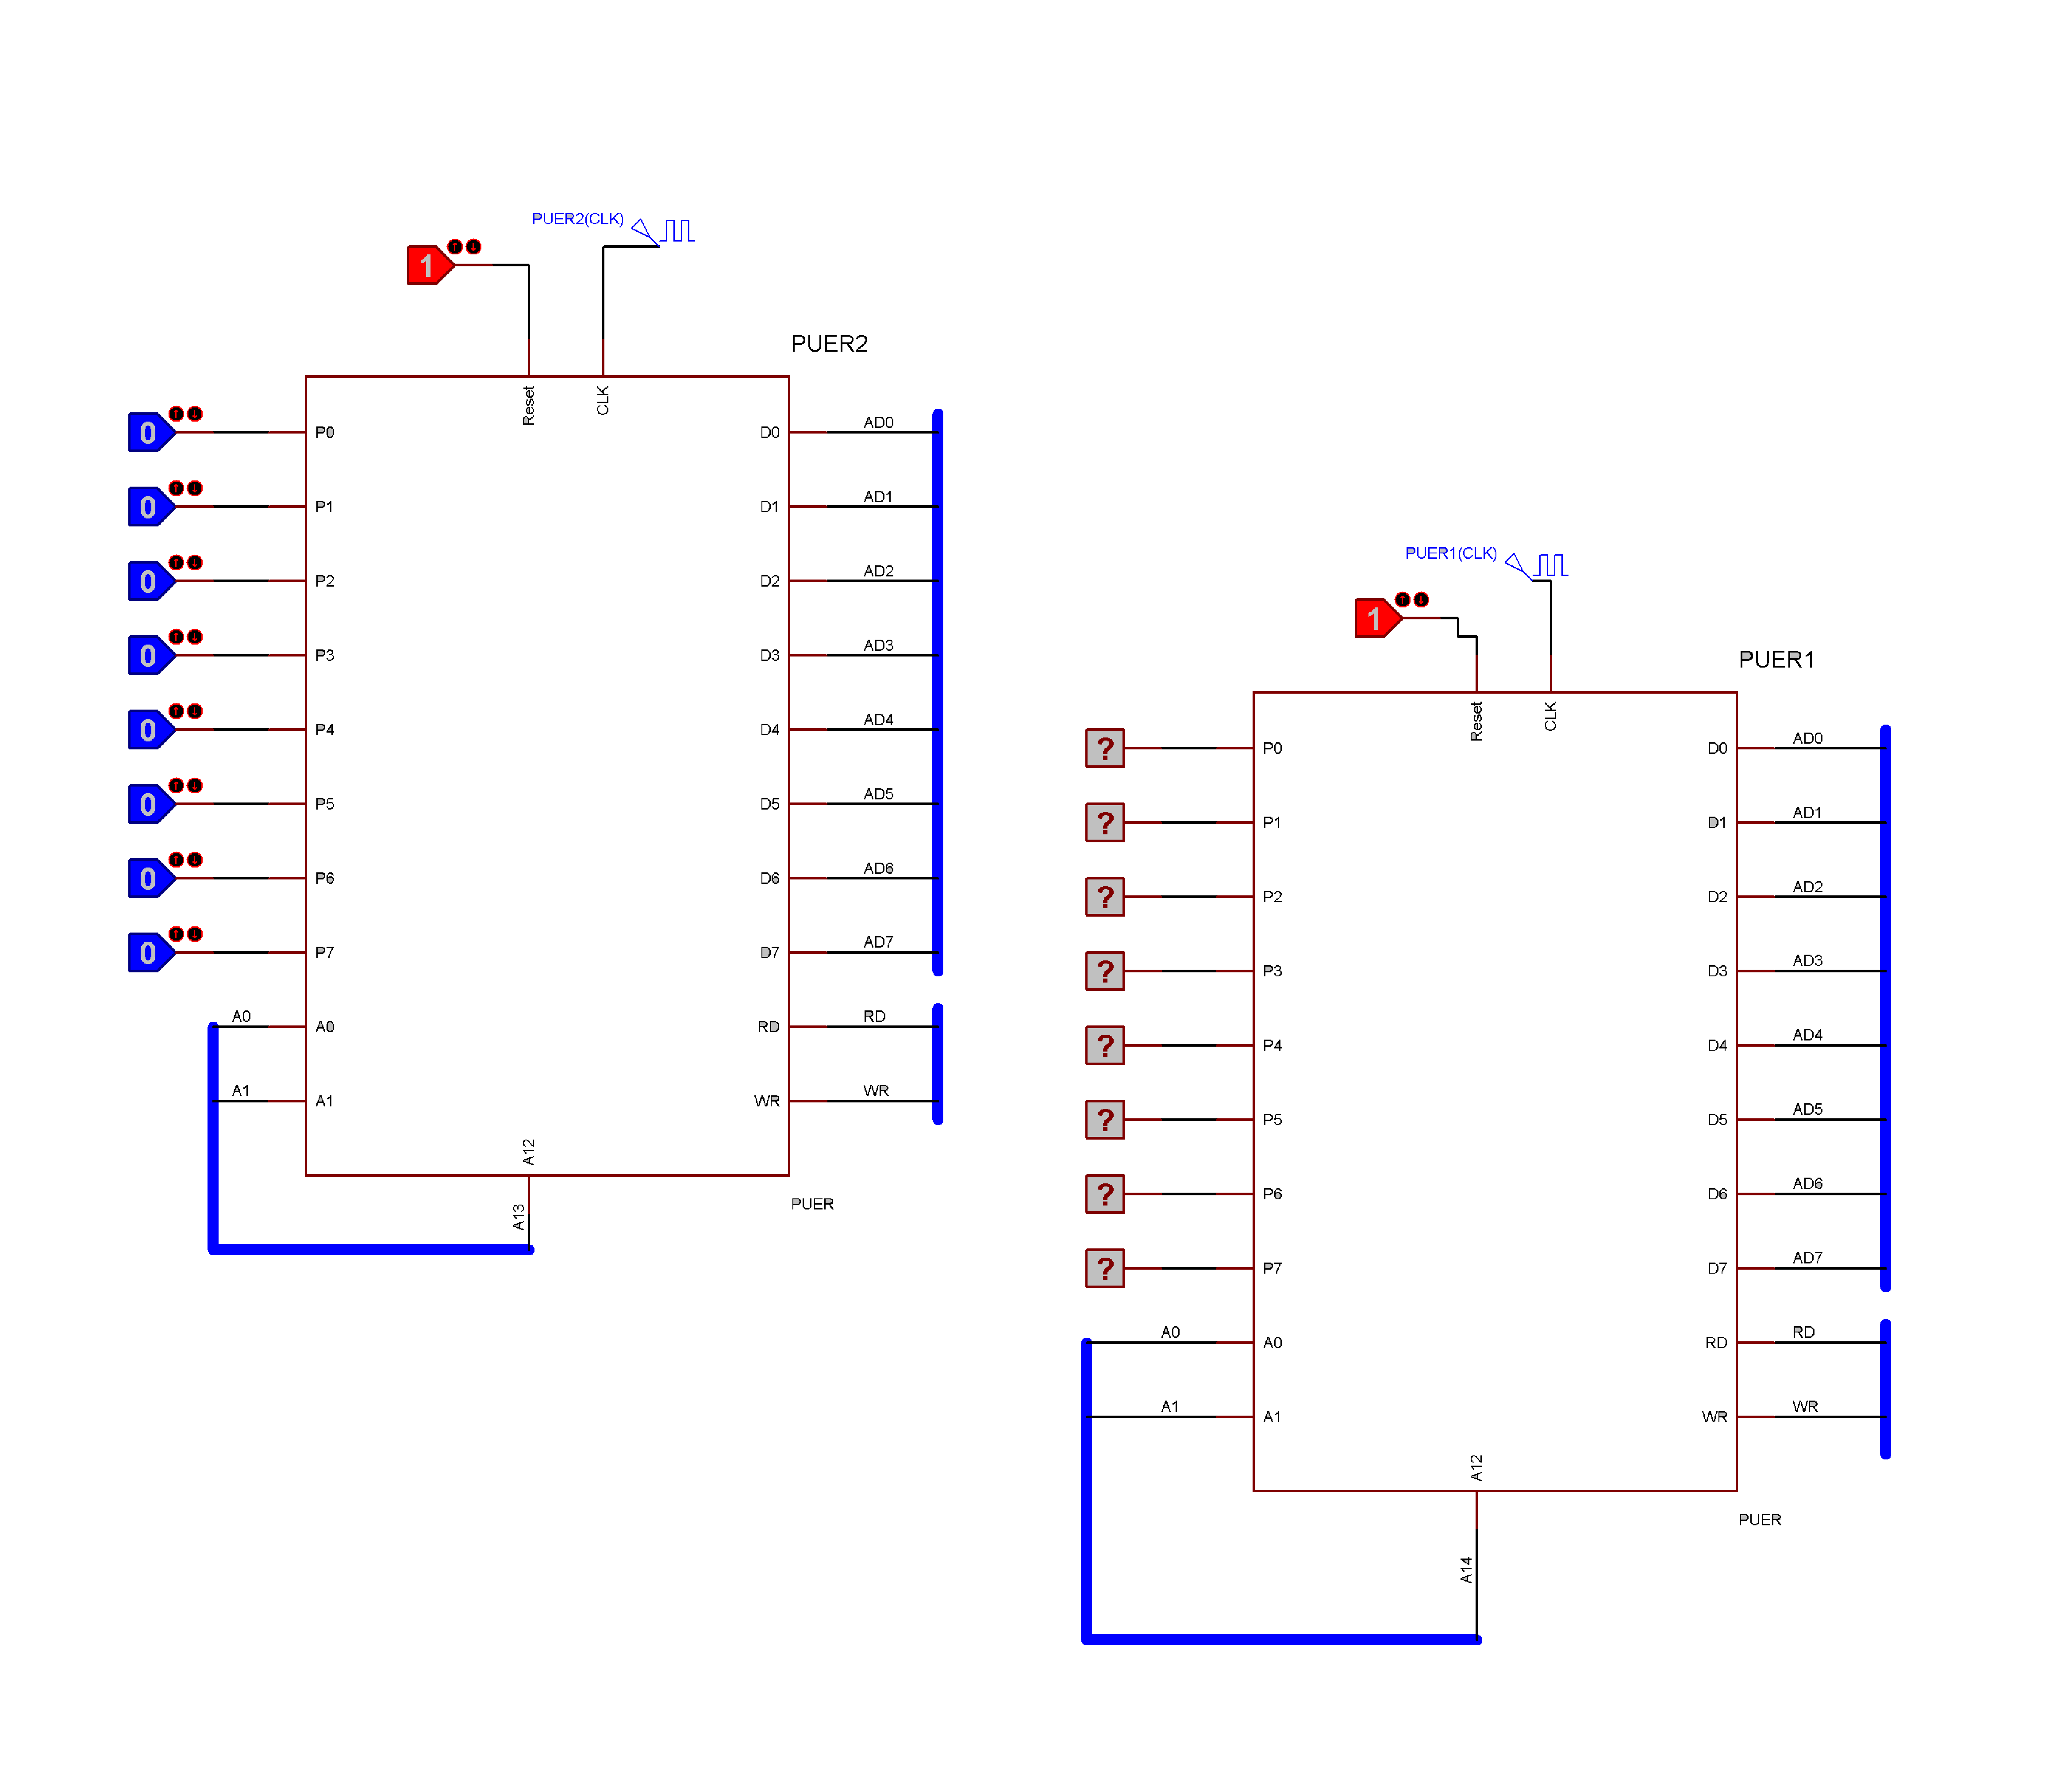 PUER2(CLK)
1
PUER2
Reset
CLK
0
P0
D0
AD0
0
P1
D1
AD1
0
P2
D2
AD2
0
P3
D3
AD3
0
P4
D4
AD4
0
P5
D5
AD5
0
P6
D6
AD6
0
P7
D7
AD7
A0
A0
RD
RD
A1
A1
WR
WR
A12
A13
PUER
PUER1(CLK)
1
PUER1
Reset
CLK
?
P0
D0
AD0
?
P1
D1
AD1
?
P2
D2
AD2
?
P3
D3
AD3
?
P4
D4
AD4
?
P5
D5
AD5
?
P6
D6
AD6
?
P7
D7
AD7
A0
A0
RD
RD
A1
A1
WR
WR
A12
A14
PUER